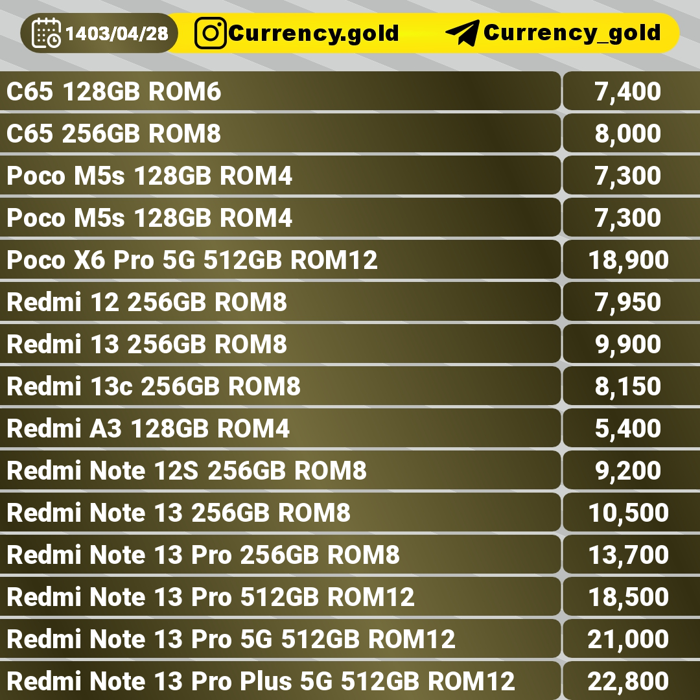 1403/04/28 Currency.gold Currency_gold
C65 128GB ROM6 7,400
C65 256GB ROM8 8,000
Poco M5s 128GB ROM4 7,300
Poco M5s 128GB ROM4 7,300
Poco X6 Pro 5G 512GB ROM12 18,900
Redmi 12 256GB ROM8 7,950
Redmi 13 256GB ROM8 9,900
Redmi 13c 256GB ROM8 8,150
Redmi A3 128GB ROM4 5,400
Redmi Note 12S 256GB ROM8 9,200
Redmi Note 13 256GB ROM8 10,500
Redmi Note 13 Pro 256GB ROM8 13,700
Redmi Note 13 Pro 512GB ROM12 18,500
Redmi Note 13 Pro 5G 512GB ROM12 21,000
Redmi Note 13 Pro Plus 5G 512GB ROM12 22,800